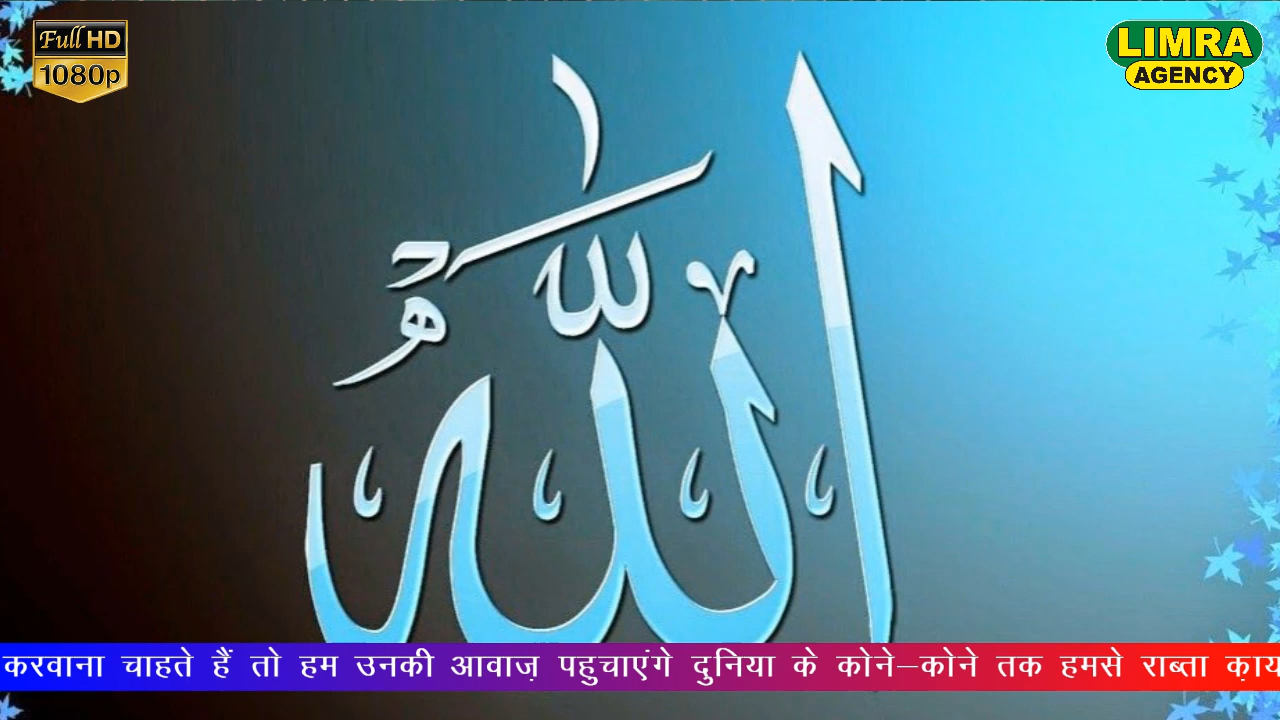 Full HD
1080p
LIMRA
AGENCY
الله
करवाना चाहते हैं तो हम उनकी आवाज़ पहुचाएंगे दुनिया के कोने–कोने तक हमसे राब्ता क़ाय